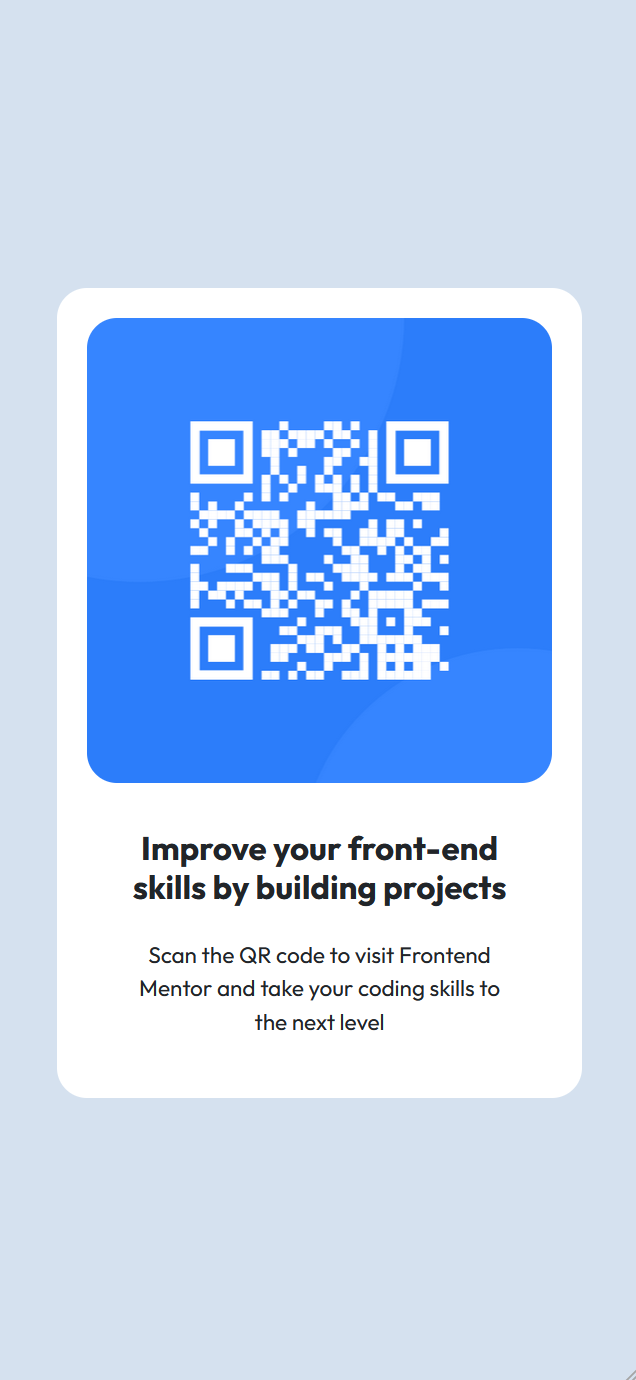 Improve your front-end
skills by building projects
Scan the QR code to visit Frontend
Mentor and take your coding skills to
the next level